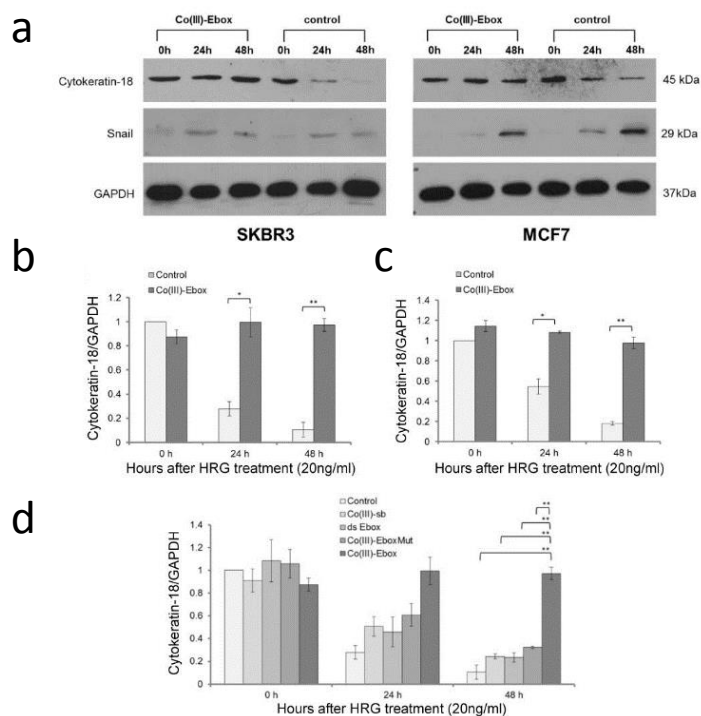 a
Co(III)-Ebox control Co(III)-Ebox control
0h 24h 48h 0h 24h 48h 0h 24h 48h 0h 24h 48h
Cytokeratin-18 45 kDa
Snail 29 kDa
GAPDH 37kDa
SKBR3 MCF7
b
Control
Co(III)-Ebox
Cytokeratin-18/GAPDH
1.2
1
0.8
0.6
0.4
0.2
0
* **
0 h 24 h 48 h
Hours after HRG treatment (20ng/ml)
c
Control
Co(III)-Ebox
Cytokeratin-18/GAPDH
1.4
1.2
1
0.8
0.6
0.4
0.2
0
* **
0 h 24 h 48 h
Hours after HRG treatment (20ng/ml)
d
Control
Co(III)-sb
ds Ebox
Co(III)-EboxMut
Co(III)-Ebox
Cytokeratin-18/GAPDH
1.4
1.2
1
0.8
0.6
0.4
0.2
0
**
**
**
**
0 h 24 h 48 h
Hours after HRG treatment (20ng/ml)